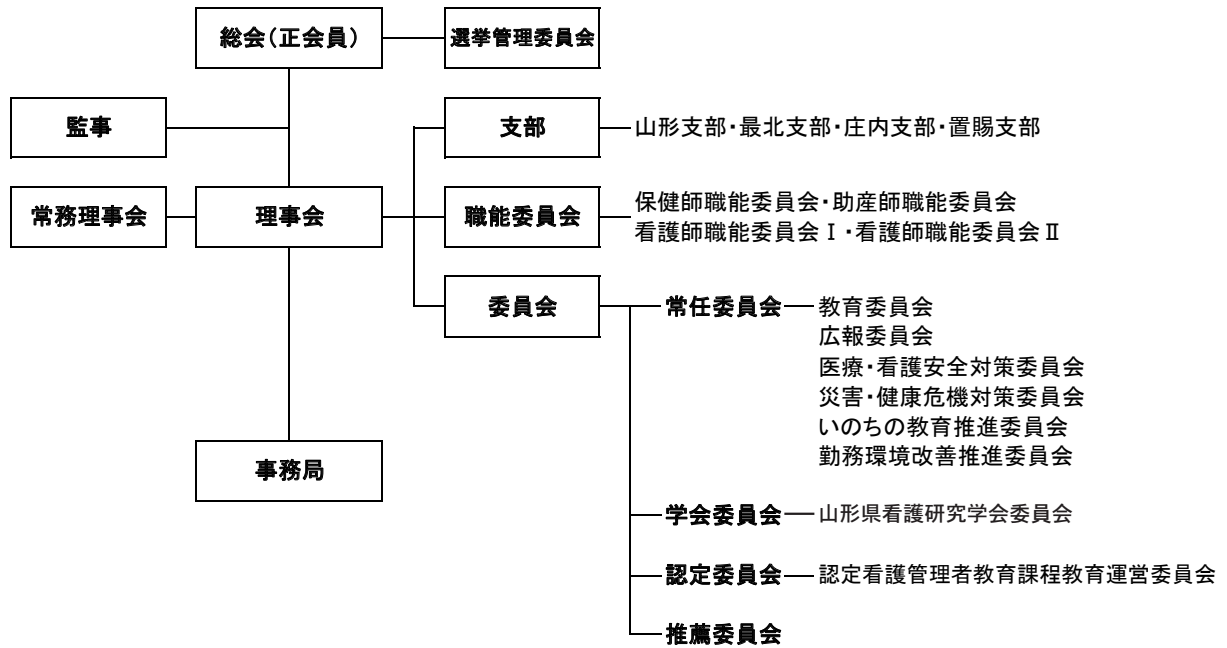 総会(正会員)
選挙管理委員会
監事
支部
山形支部・最北支部・庄内支部・置賜支部
常務理事会
理事会
職能委員会
保健師職能委員会・助産師職能委員会
看護師職能委員会Ⅰ・看護師職能委員会Ⅱ
委員会
常任委員会
教育委員会
広報委員会
医療・看護安全対策委員会
災害・健康危機対策委員会
いのちの教育推進委員会
勤務環境改善推進委員会
事務局
学会委員会
山形県看護研究学会委員会
認定委員会
認定看護管理者教育課程教育運営委員会
推薦委員会